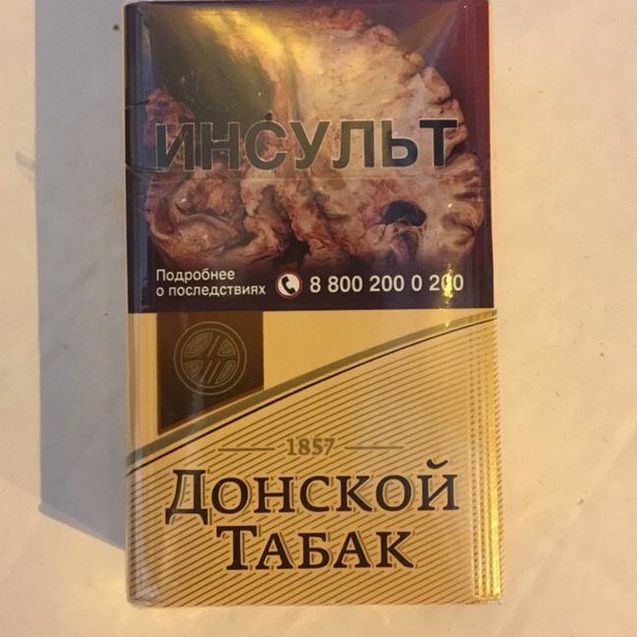 ИНСУЛЬТ
Подробнее
о последствиях
8 800 200 0 200
1857
ДОНСКОЙ
ТАБАК